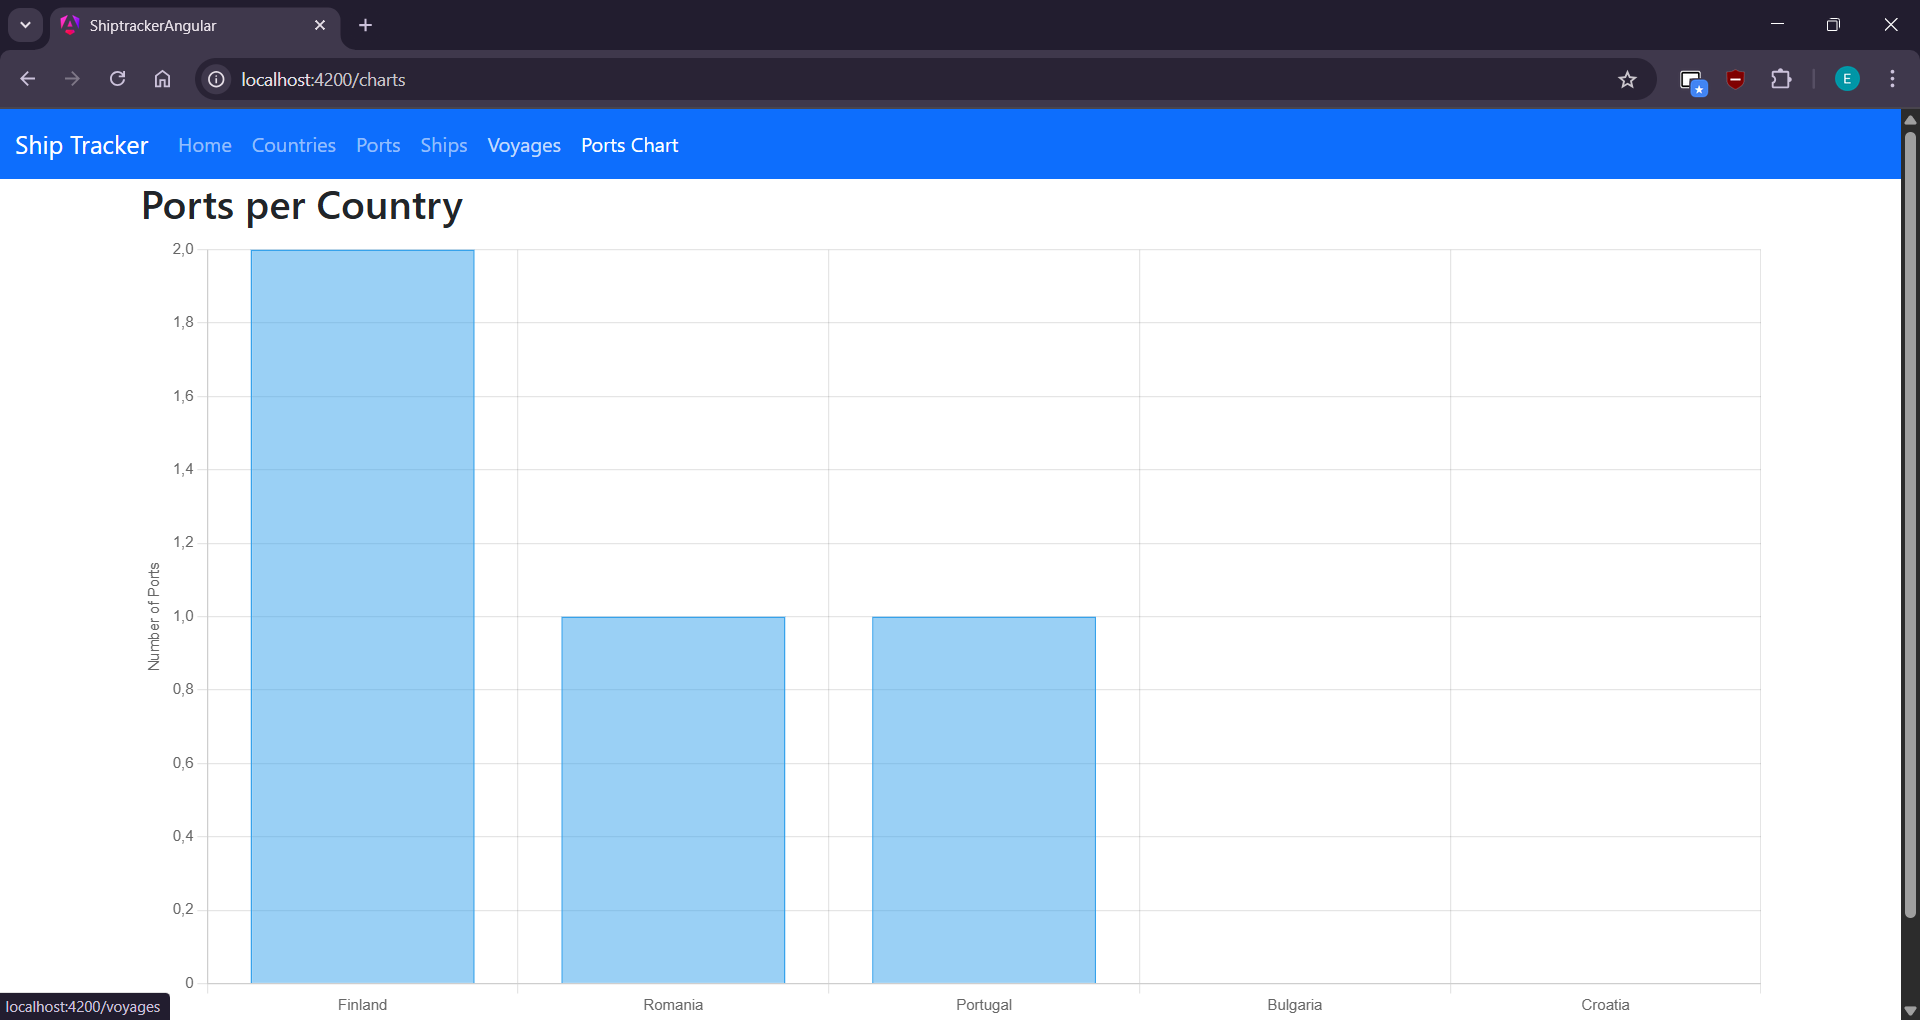 ShiptrackerAngular
localhost:4200/charts
E
Ship Tracker Home Countries Ports Ships Voyages Ports Chart
Ports per Country
Number of Ports
2,0
1,8
1,6
1,4
1,2
1,0
0,8
0,6
0,4
0,2
0
Finland Romania Portugal Bulgaria Croatia
localhost:4200/voyages